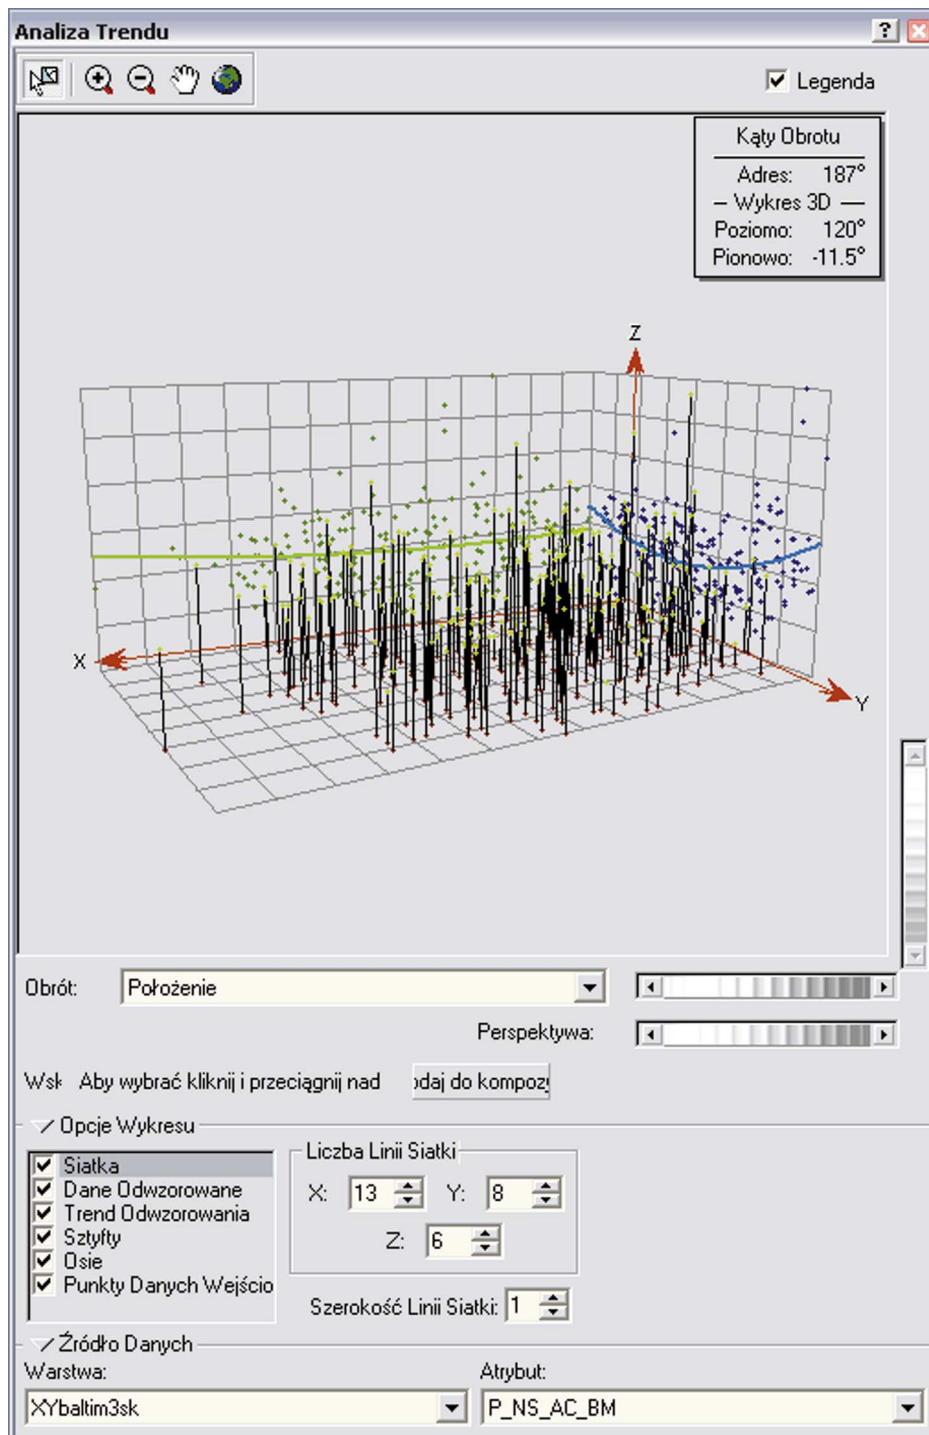 Analiza Trendu
Legenda
Kąty Obrotu
Adres: 187°
– Wykres 3D —
Poziomo: 120°
Pionowo: -11.5°
Z
X
Y
Obrót: Położenie
Perspektywa:
Wsk Aby wybrać kliknij i przeciągnij nad odaj do kompozy
Opcje Wykresu
Siatka
Dane Odwzorowane
Trend Odwzorowania
Sztyfty
Osie
Punkty Danych Wejścio
Liczba Linii Siatki
X: 13 Y: 8
Z: 6
Szerokość Linii Siatki: 1
Źródło Danych
Warstwa: Atrybut:
XYbaltim3sk P_NS_AC_BM